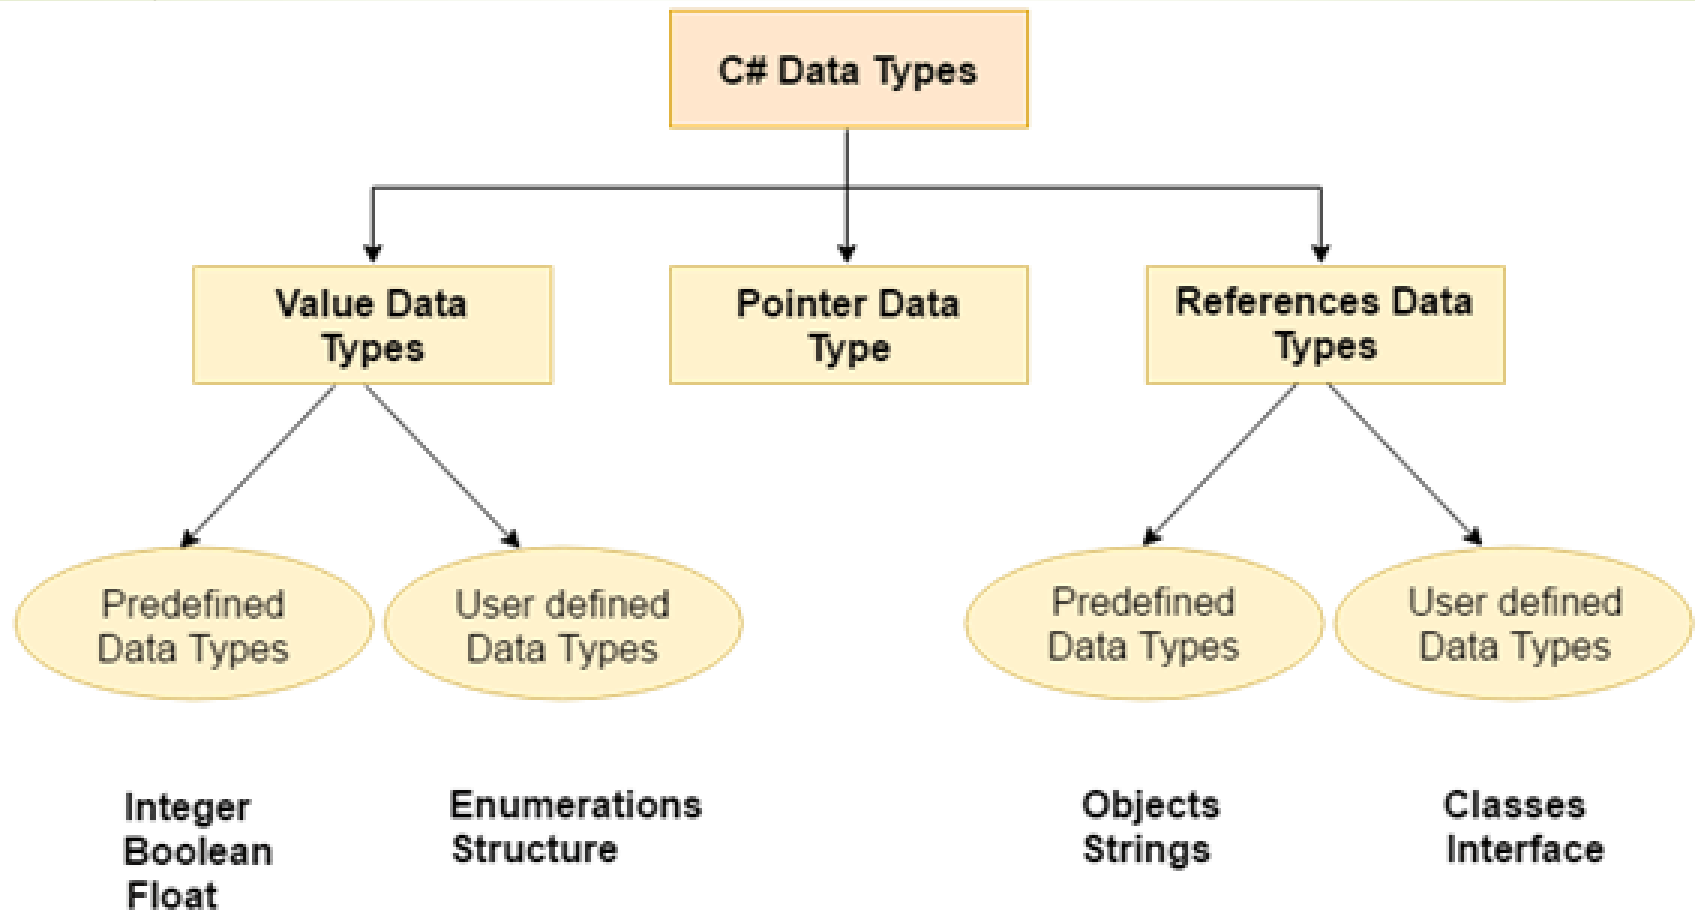 C# Data Types
Value Data
Types
Pointer Data
Type
References Data
Types
Predefined
Data Types
User defined
Data Types
Predefined
Data Types
User defined
Data Types
Integer
Boolean
Float
Enumerations
Structure
Objects
Strings
Classes
Interface